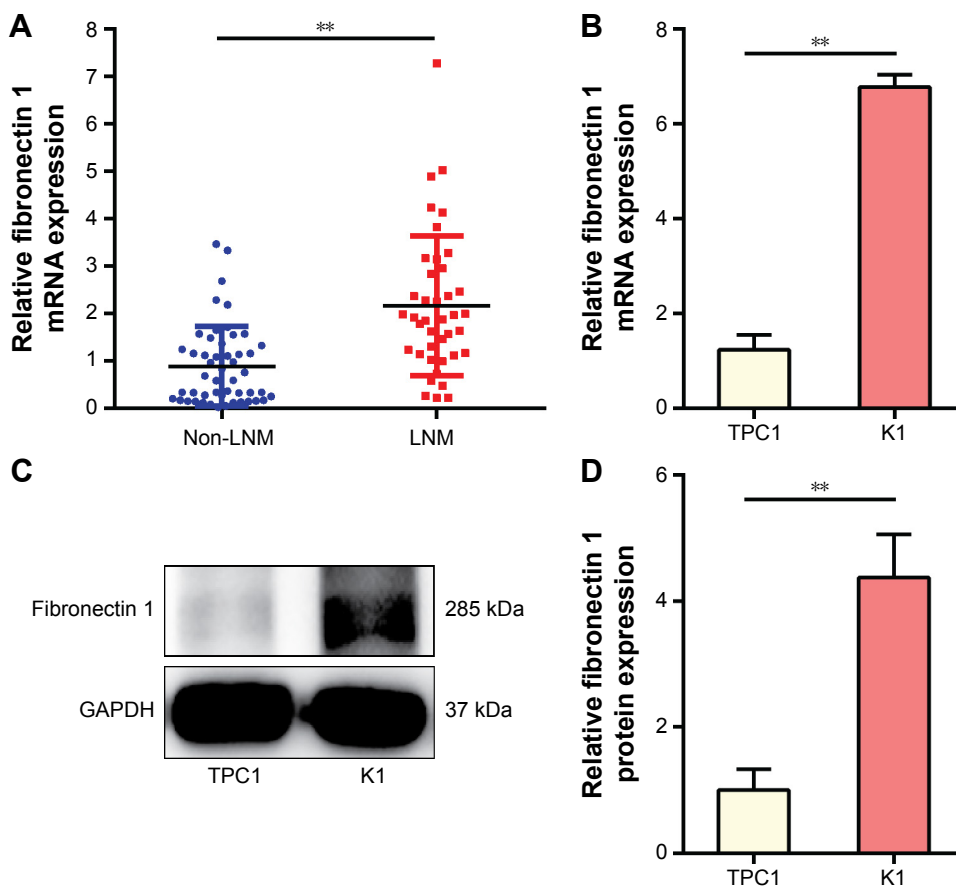 A
Relative fibronectin 1
mRNA expression
8
7
6
5
4
3
2
1
0
**
Non-LNM
LNM
B
Relative fibronectin 1
mRNA expression
8
6
4
2
0
**
TPC1
K1
C
Fibronectin 1
285 kDa
GAPDH
37 kDa
TPC1
K1
D
Relative fibronectin 1
protein expression
6
4
2
0
**
TPC1
K1